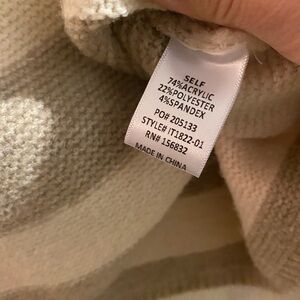 SELF
74%ACRYLIC
22%POLYESTER
4%SPANDEX
PO# 205133
STYLE# IT1822-01
RN# 156832
MADE IN CHINA